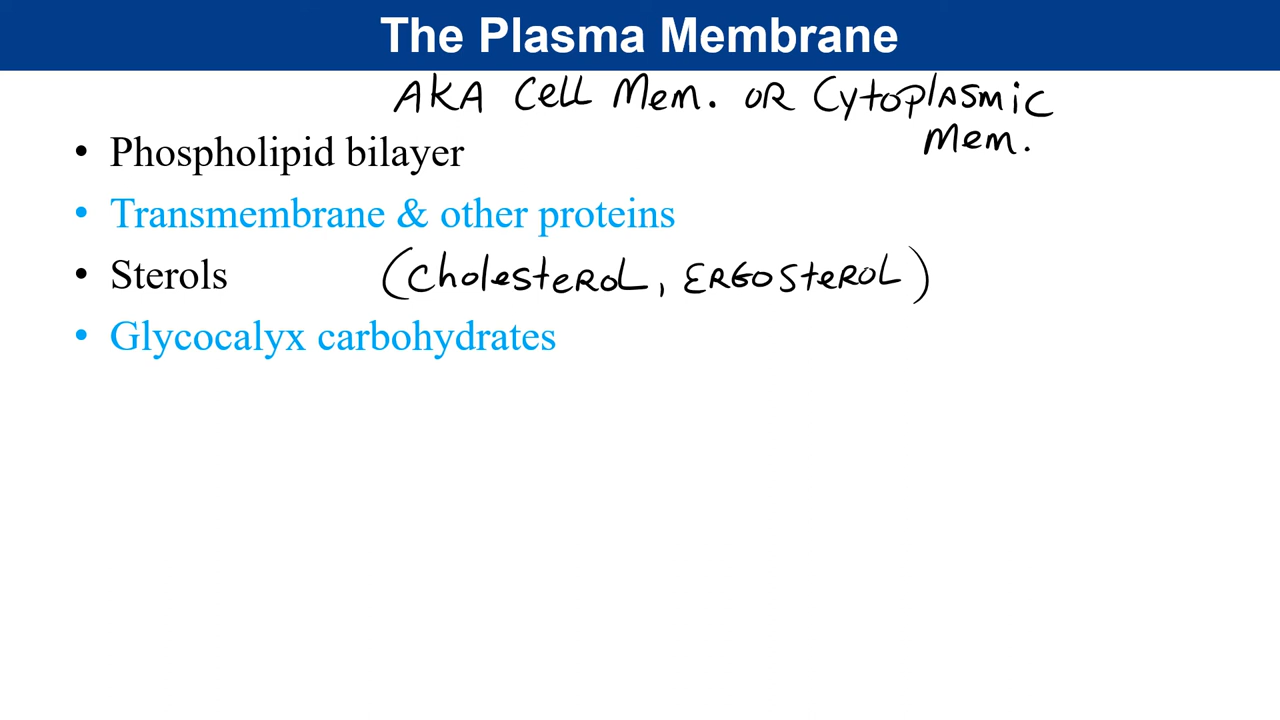 The Plasma Membrane
AKA Cell Mem. OR Cytoplasmic
Mem.
• Phospholipid bilayer
• Transmembrane & other proteins
• Sterols (Cholesterol, ERGOSterol)
• Glycocalyx carbohydrates